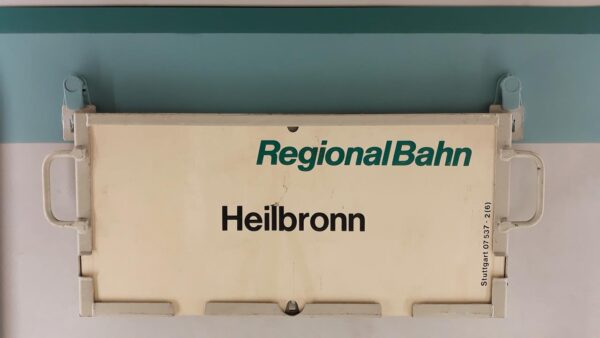 RegionalBahn
Heilbronn
Stuttgart 07 537 - 2 (6)